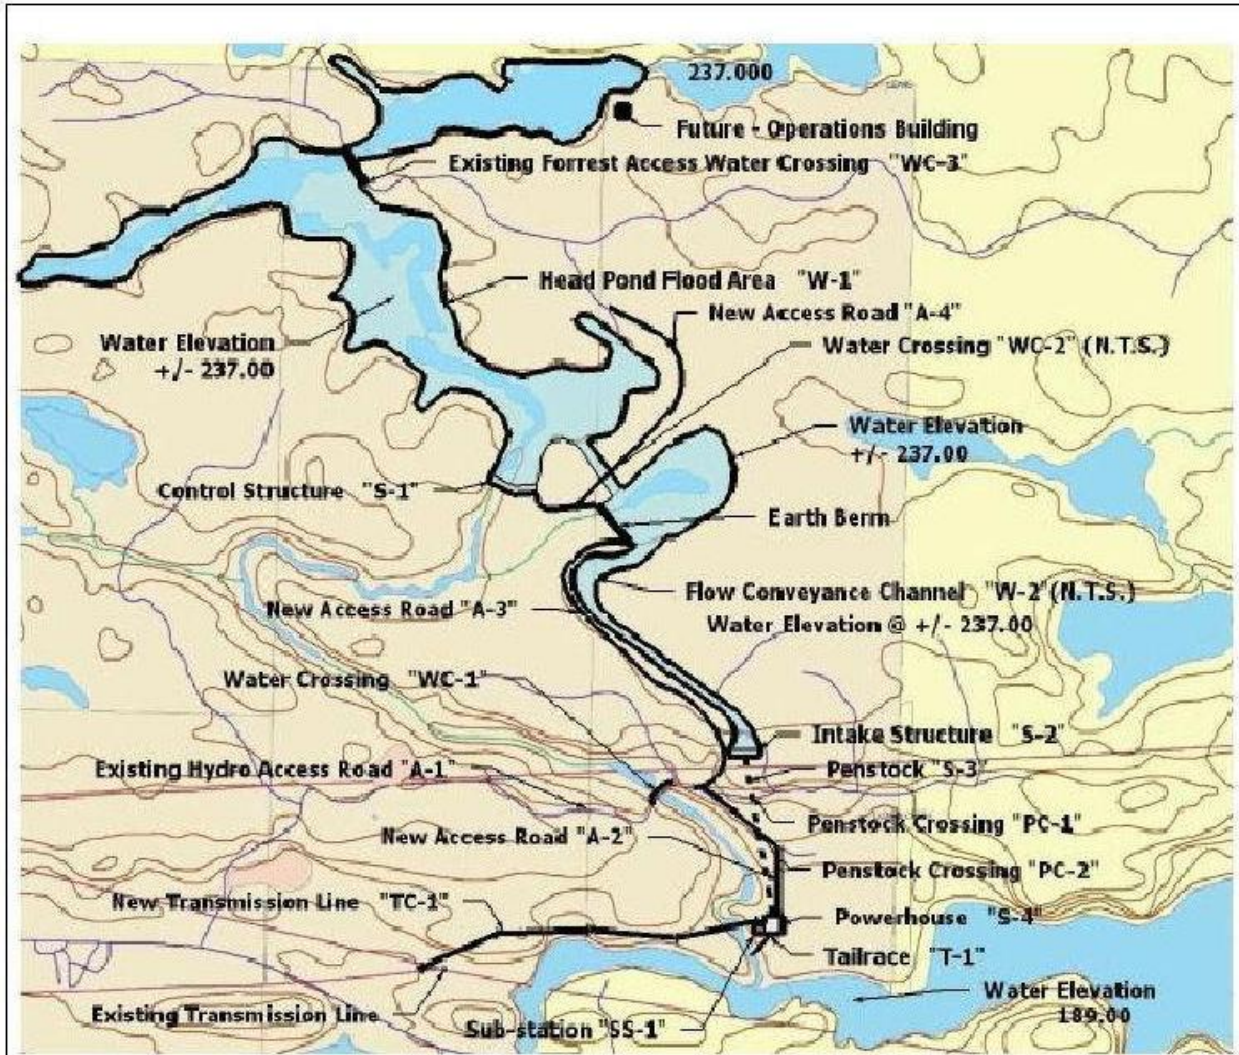 237.000
Future - Operations Building
Existing Forrest Access Water Crossing "WC-3"
Head Pond Flood Area "W-1"
New Access Road "A-4"
Water Elevation
+/- 237.00
Water Crossing "WC-2" (N.T.S.)
Water Elevation
+/- 237.00
Control Structure "S-1"
Earth Berm
Flow Conveyance Channel "W-2"(N.T.S.)
New Access Road "A-3"
Water Elevation @ +/- 237.00
Water Crossing "WC-1"
Intake Structure "S-2"
Existing Hydro Access Road "A-1"
Penstock "S-3"
Penstock Crossing "PC-1"
New Access Road "A-2"
Penstock Crossing "PC-2"
New Transmission Line "TC-1"
Powerhouse "S-4"
Tailrace "T-1"
Water Elevation
189.00
Existing Transmission Line
Sub-station "SS-1"